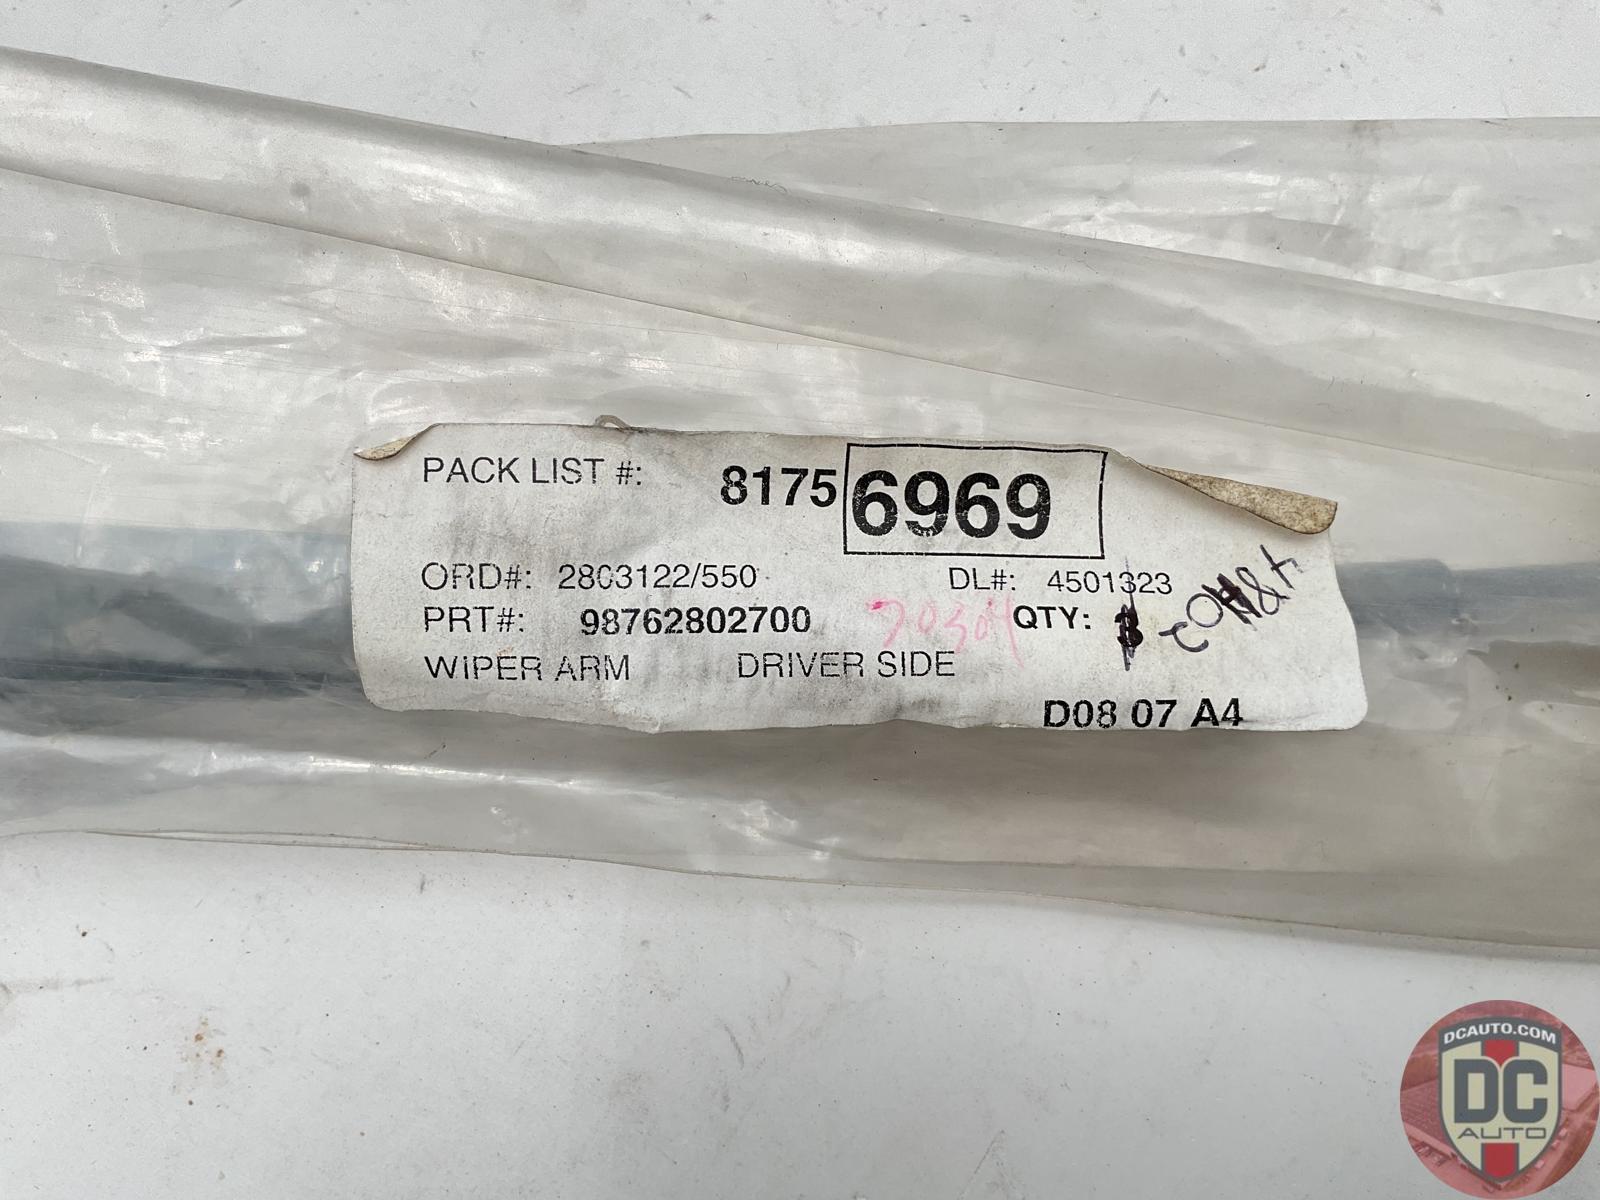 PACK LIST #: 8175 6969
ORD#: 2803122/550 DL#: 4501323
PRT#: 98762802700 20304 QTY:
WIPER ARM DRIVER SIDE
D08 07 A4
DCAUTO.COM
DC
AUTO